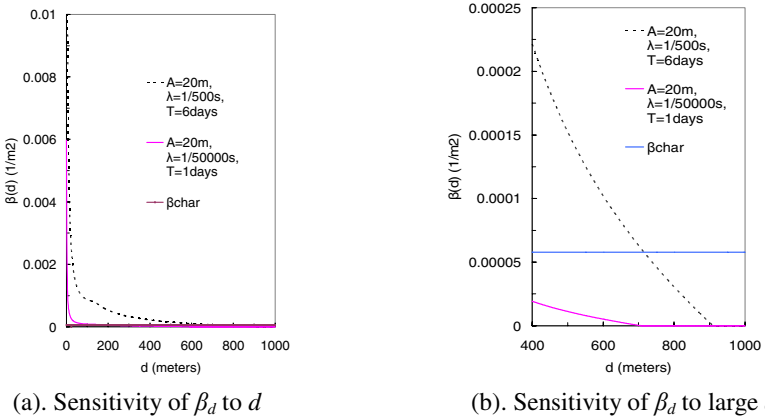 0.01
0.008
0.006
0.004
0.002
0
β(d) (1/m2)
A=20m,
λ=1/500s,
T=6days
A=20m,
λ=1/50000s,
T=1days
βchar
0 200 400 600 800 1000
d (meters)
(a). Sensitivity of βd to d
0.00025
0.0002
0.00015
0.0001
0.00005
0
β(d) (1/m2)
A=20m,
λ=1/500s,
T=6days
A=20m,
λ=1/50000s,
T=1days
βchar
400 600 800 1000
d (meters)
(b). Sensitivity of βd to large